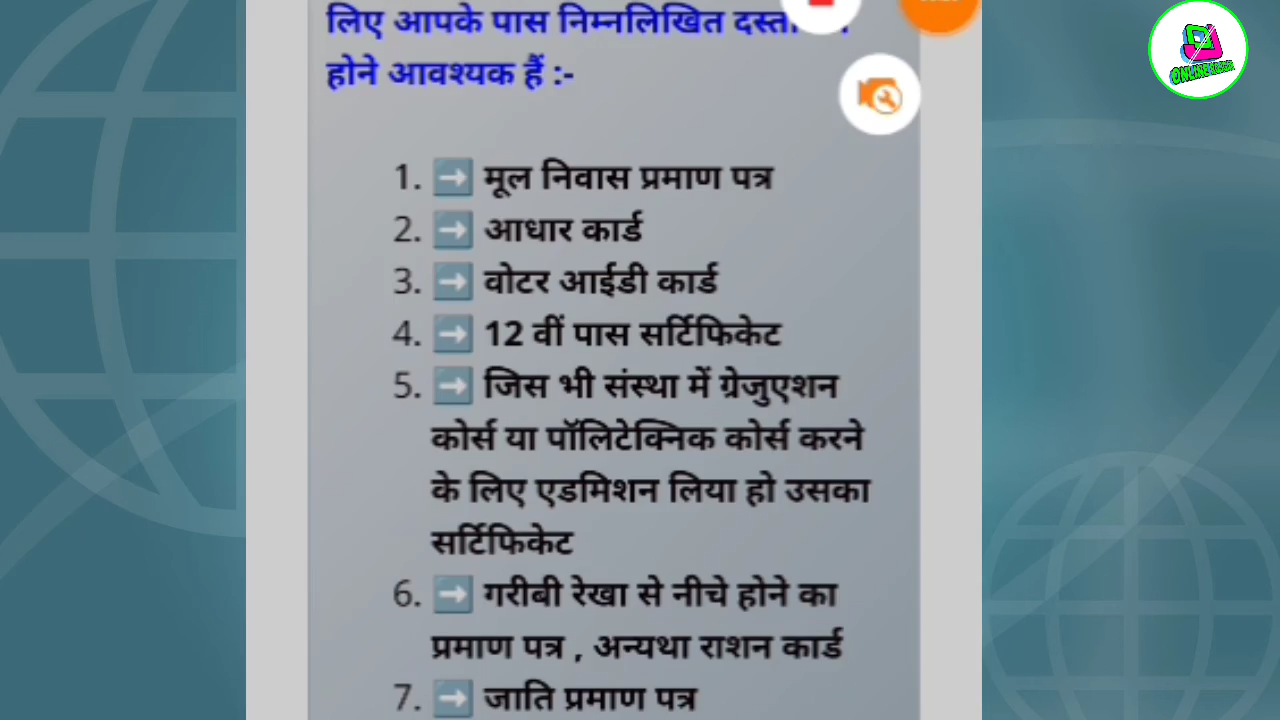 लिए आपके पास निम्नलिखित
होने आवश्यक हैं :-
1. ➡ मूल निवास प्रमाण पत्र
2. ➡ आधार कार्ड
3. ➡ वोटर आईडी कार्ड
4. ➡ 12 वीं पास सर्टिफिकेट
5. ➡ जिस भी संस्था में ग्रेजुएशन
कोर्स या पॉलिटेक्निक कोर्स करने
के लिए एडमिशन लिया हो उसका
सर्टिफिकेट
6. ➡ गरीबी रेखा से नीचे होने का
प्रमाण पत्र , अन्यथा राशन कार्ड
7. ➡ जाति प्रमाण पत्र
ONLINE